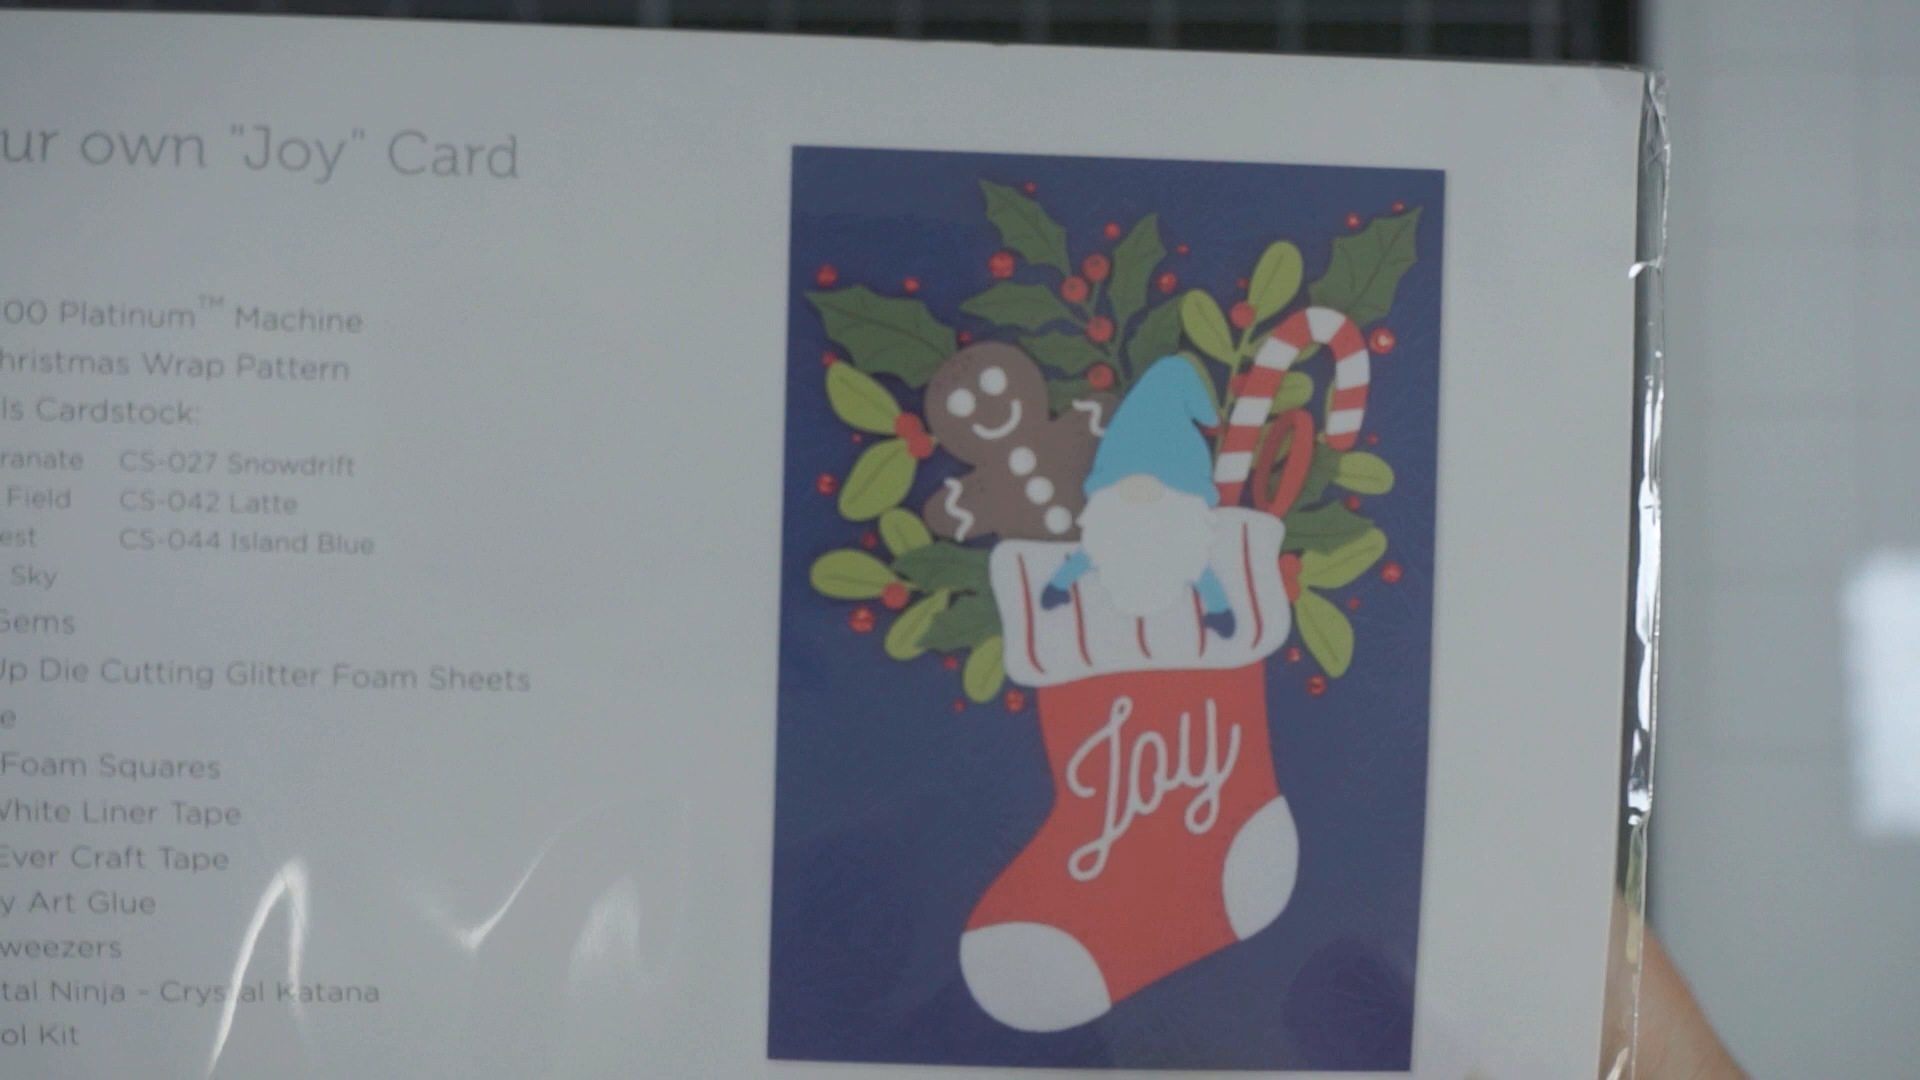 ur own "Joy" Card
00 Platinum™ Machine
hristmas Wrap Pattern
ls Cardstock:
ranate CS-027 Snowdrift
Field CS-042 Latte
est CS-044 Island Blue
Sky
Gems
Up Die Cutting Glitter Foam Sheets
e
Foam Squares
White Liner Tape
Ever Craft Tape
y Art Glue
weezers
tal Ninja - Crystal Katana
ol Kit
Joy